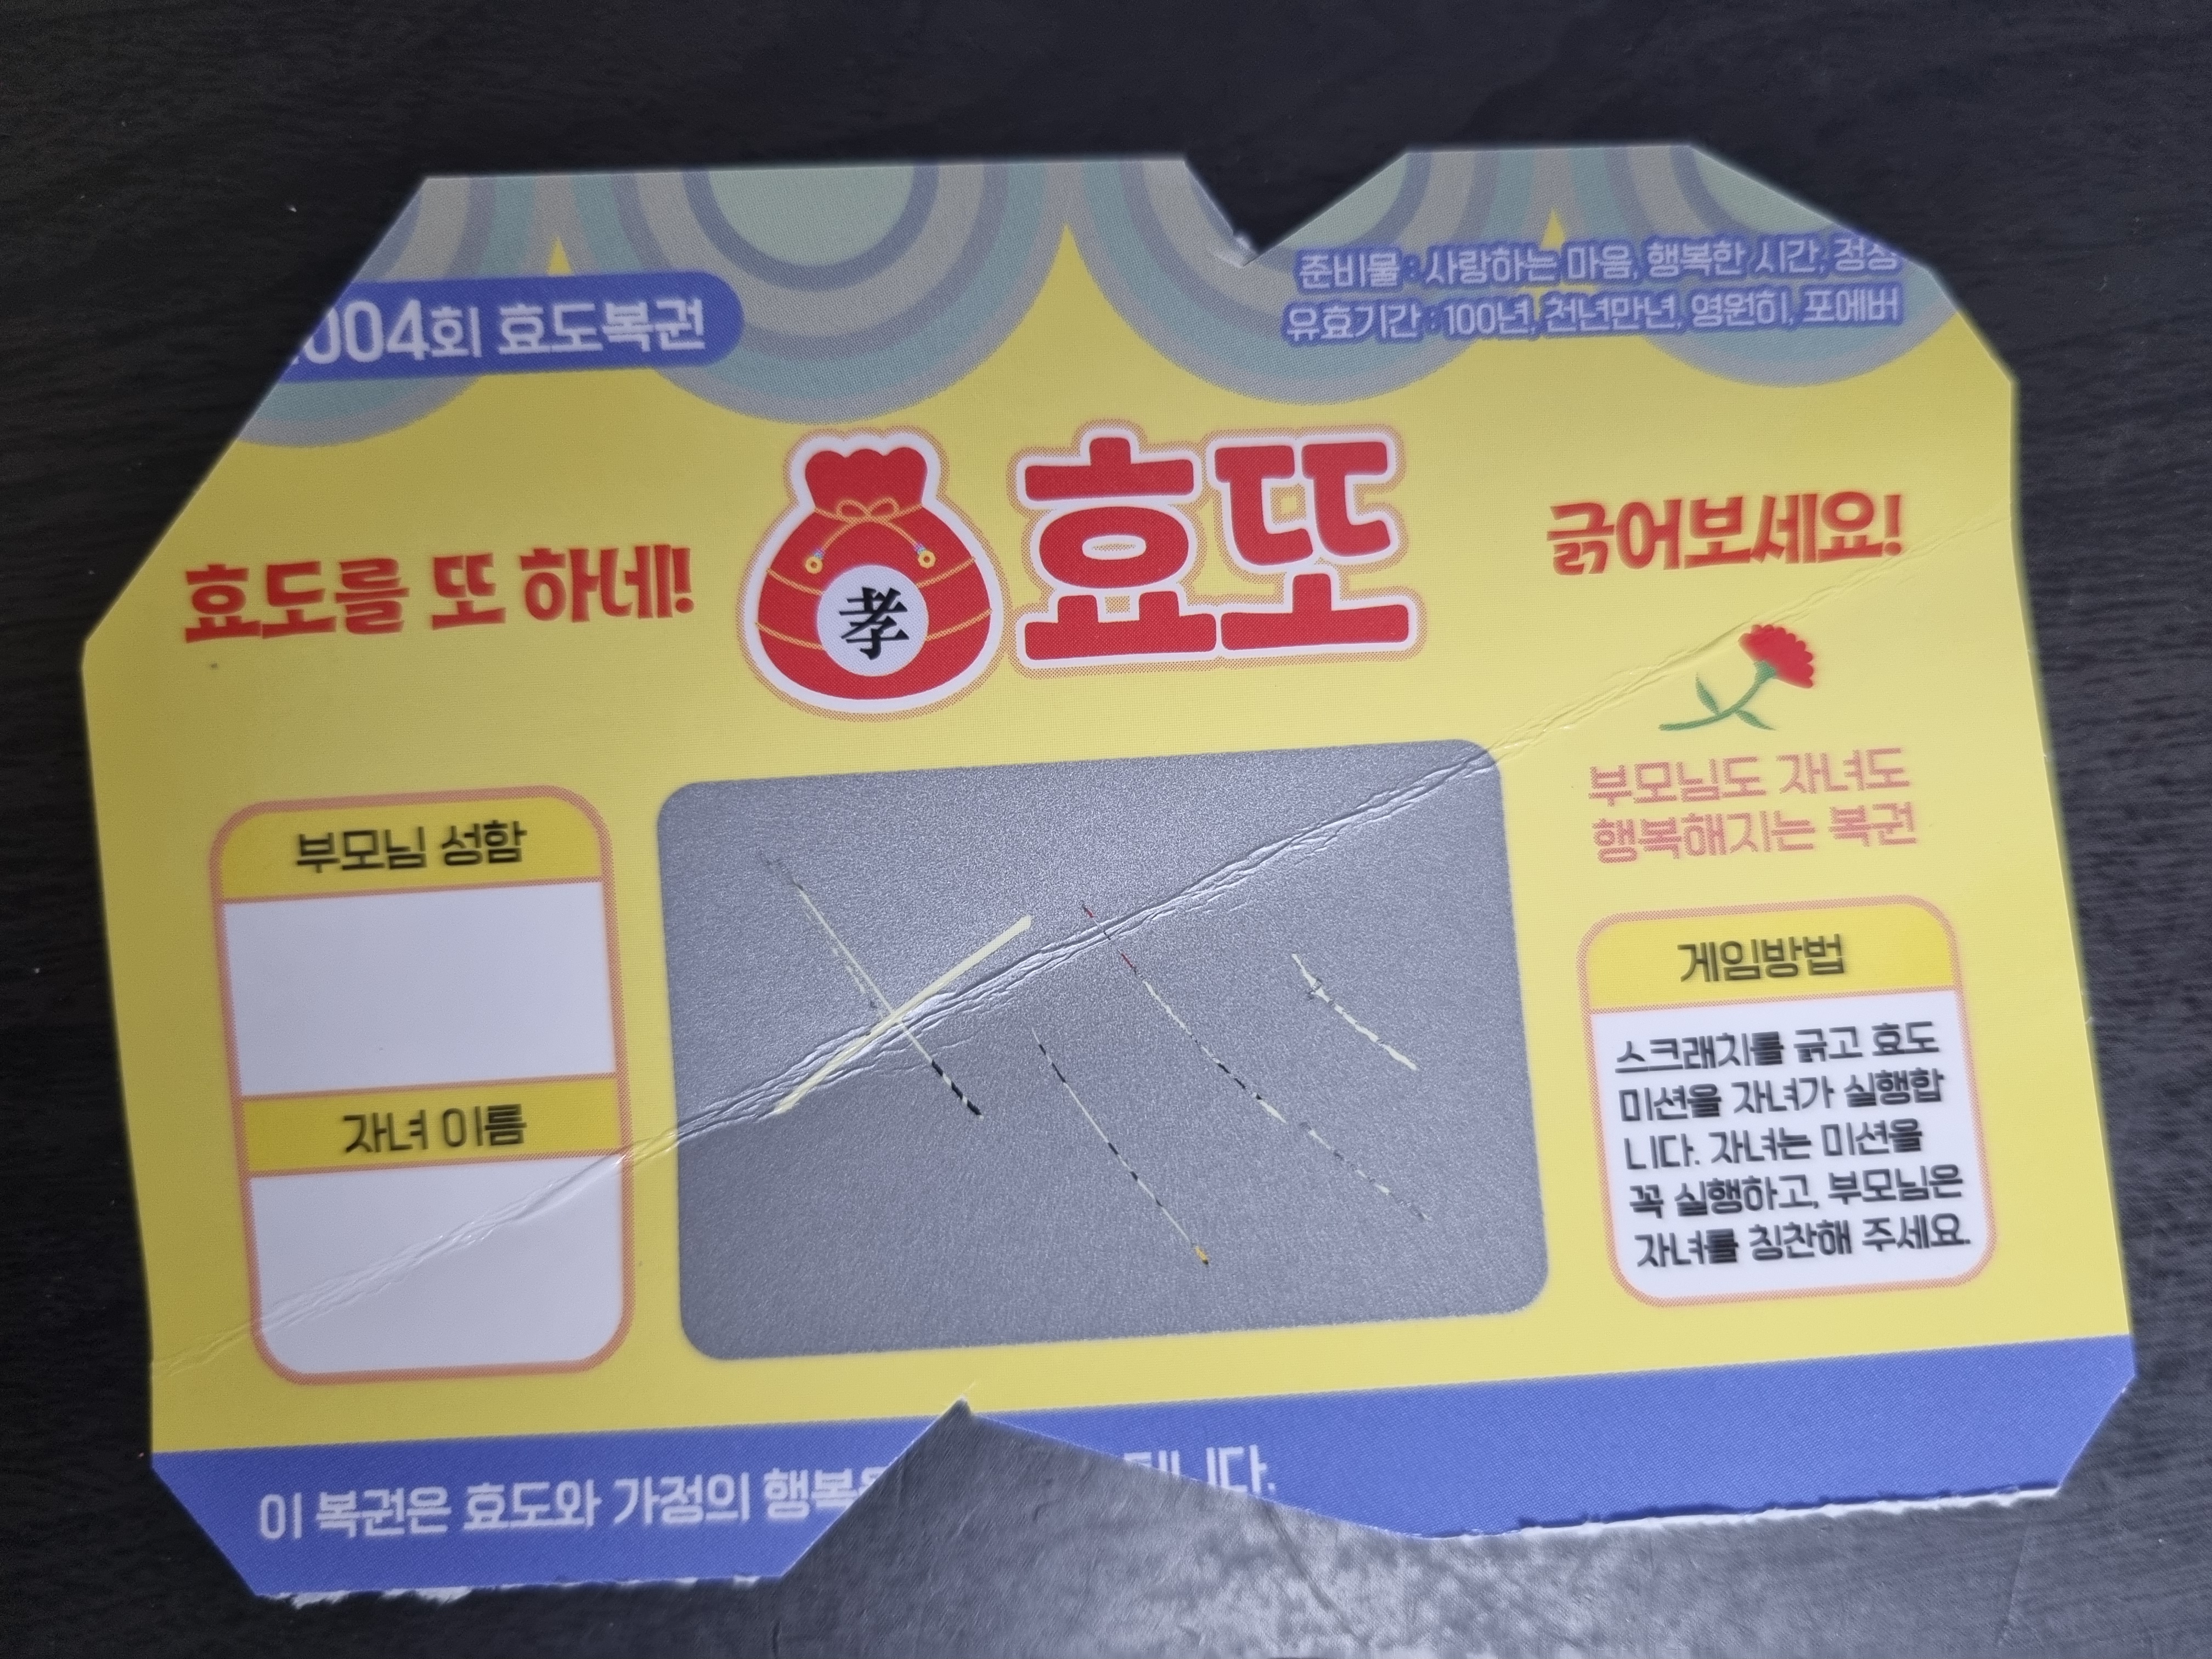 004회 효도복권
준비물 : 사랑하는 마음, 행복한 시간, 정성
유효기간 : 100년, 천년만년, 영원히, 포에버
효도를 또 하네!
孝
효또
긁어보세요!
부모님도 자녀도
행복해지는 복권
부모님 성함
자녀 이름
게임방법
스크래치를 긁고 효도
미션을 자녀가 실행합
니다. 자녀는 미션을
꼭 실행하고, 부모님은
자녀를 칭찬해 주세요.
이 복권은 효도와 가정의 행복